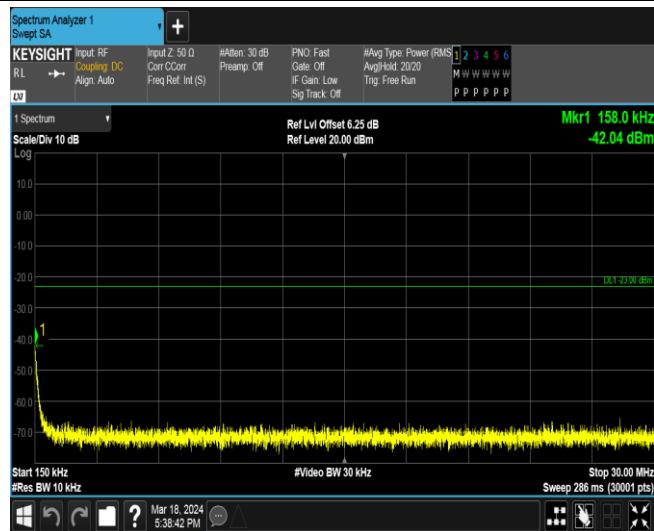 Spectrum Analyzer 1
Swept SA
+
KEYSIGHT Input: RF Input Z: 50 Ω #Atten: 30 dB PNO: Fast #Avg Type: Power (RMS 1 2 3 4 5 6
RL Coupling: DC Corr CCorr Preamp: Off Gate: Off Avg|Hold: 20/20 M W W W W W
Align: Auto Freq Ref: Int (S) IF Gain: Low Trig: Free Run
Sig Track: Off P P P P P P
1 Spectrum Ref Lvl Offset 6.25 dB Mkr1 158.0 kHz
Scale/Div 10 dB Ref Level 20.00 dBm -42.04 dBm
Log
10.0
0.00
-10.0
-20.0
DL1 -23.00 dBm
-30.0
1
-40.0
-50.0
-60.0
-70.0
Start 150 kHz #Video BW 30 kHz Stop 30.00 MHz
#Res BW 10 kHz Sweep 286 ms (30001 pts)
? Mar 18, 2024
5:38:42 PM